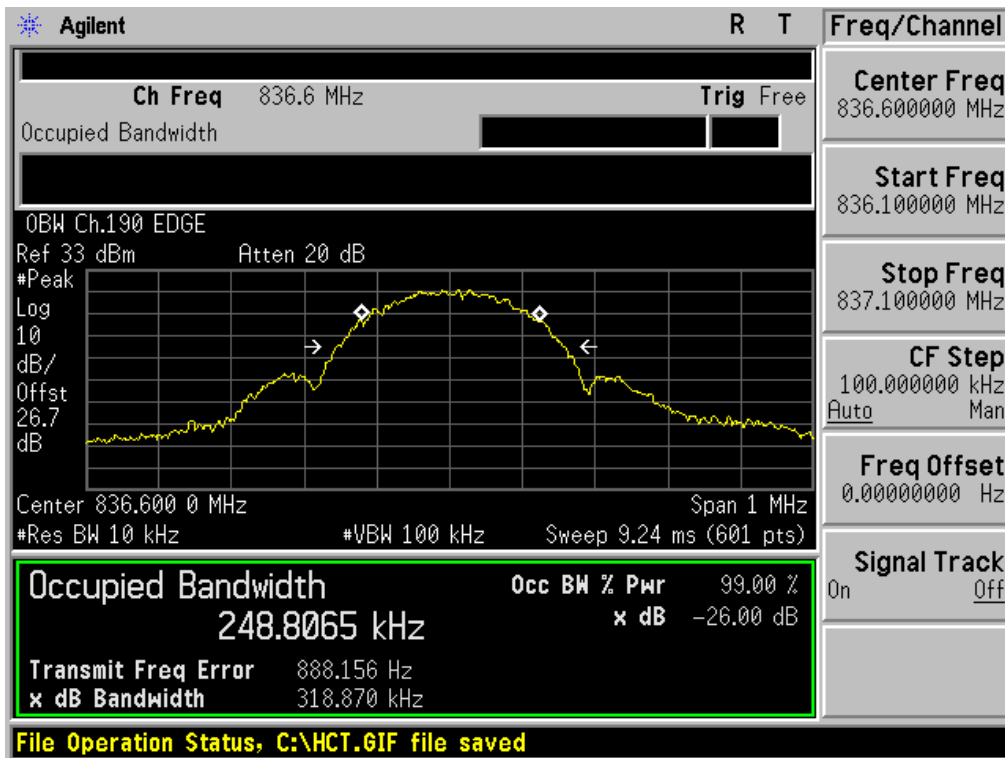 Agilent R T
Freq/Channel
Ch Freq 836.6 MHz Trig Free
Occupied Bandwidth
Center Freq
836.600000 MHz
Start Freq
836.100000 MHz
Stop Freq
837.100000 MHz
CF Step
100.000000 kHz
Auto Man
Freq Offset
0.00000000 Hz
Signal Track
On Off
OBW Ch.190 EDGE
Ref 33 dBm Atten 20 dB
#Peak
Log
10
dB/
Offst
26.7
dB
Center 836.600 0 MHz Span 1 MHz
#Res BW 10 kHz #VBW 100 kHz Sweep 9.24 ms (601 pts)
Occupied Bandwidth Occ BW % Pwr 99.00 %
248.8065 kHz x dB -26.00 dB
Transmit Freq Error 888.156 Hz
x dB Bandwidth 318.870 kHz
File Operation Status, C:\HCT.GIF file saved